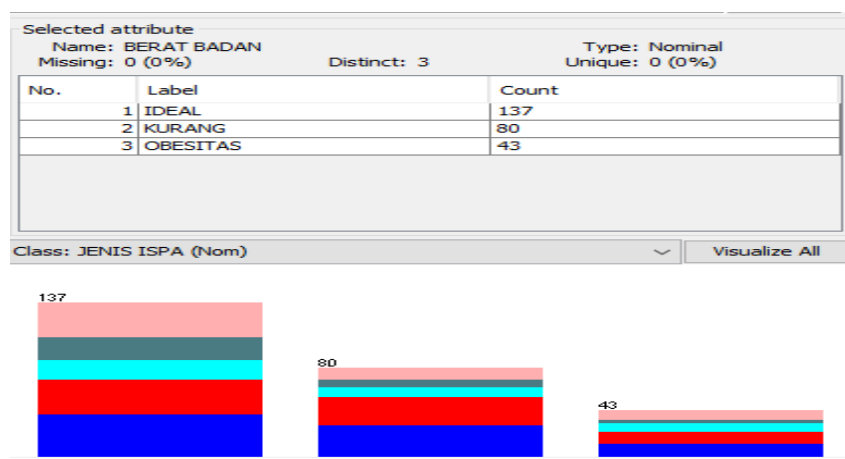 Selected attribute
Name: BERAT BADAN Type: Nominal
Missing: 0 (0%) Distinct: 3 Unique: 0 (0%)
No. Label Count
1 IDEAL 137
2 KURANG 80
3 OBESITAS 43
Class: JENIS ISPA (Nom) Visualize All
137
80
43